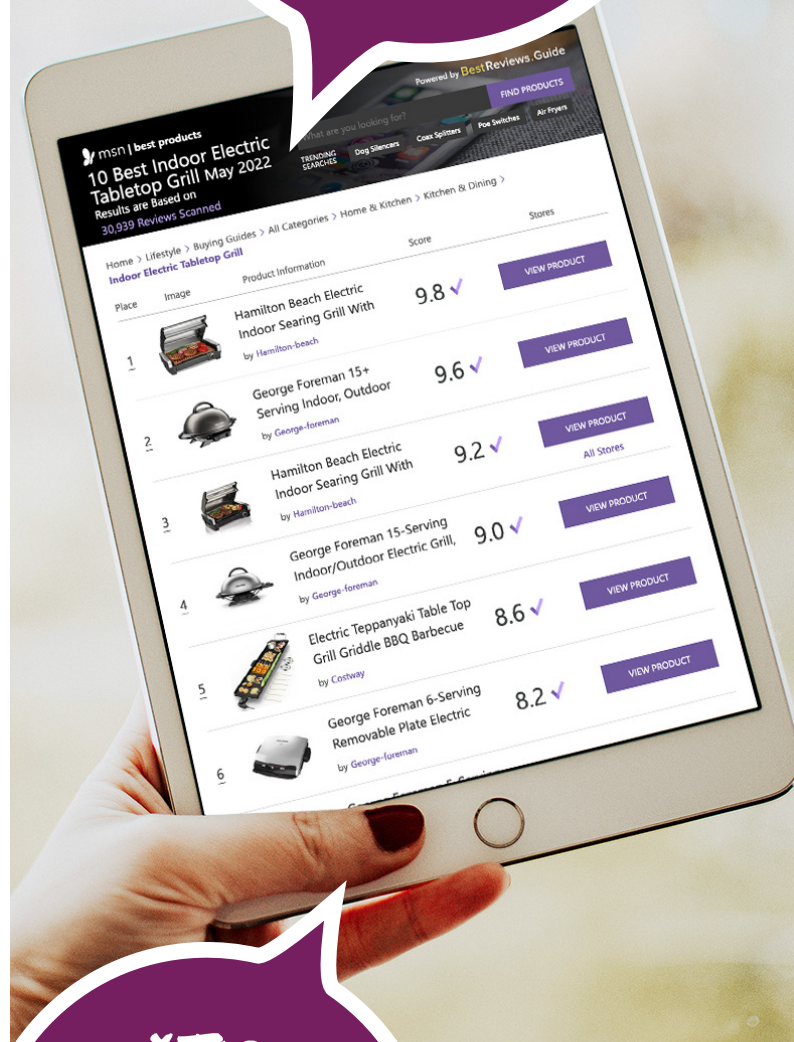 Powered by BestReviews.Guide
msn | best products
What are you looking for?
FIND PRODUCTS
10 Best Indoor Electric
Tabletop Grill May 2022
TRENDING
SEARCHES
Dog Silencers
Coax Splitters
Poe Switches
Air Fryers
Results are Based on
30,939 Reviews Scanned
Home > Lifestyle > Buying Guides > All Categories > Home & Kitchen > Kitchen & Dining >
Indoor Electric Tabletop Grill
Place Image Product Information Score Stores
1
Hamilton Beach Electric
Indoor Searing Grill With
by Hamilton-beach
9.8
VIEW PRODUCT
2
George Foreman 15+
Serving Indoor, Outdoor
by George-foreman
9.6
VIEW PRODUCT
3
Hamilton Beach Electric
Indoor Searing Grill With
by Hamilton-beach
9.2
VIEW PRODUCT
All Stores
4
George Foreman 15-Serving
Indoor/Outdoor Electric Grill,
by George-foreman
9.0
VIEW PRODUCT
5
Electric Teppanyaki Table Top
Grill Griddle BBQ Barbecue
by Costway
8.6
VIEW PRODUCT
6
George Foreman 6-Serving
Removable Plate Electric
by George-foreman
8.2
VIEW PRODUCT